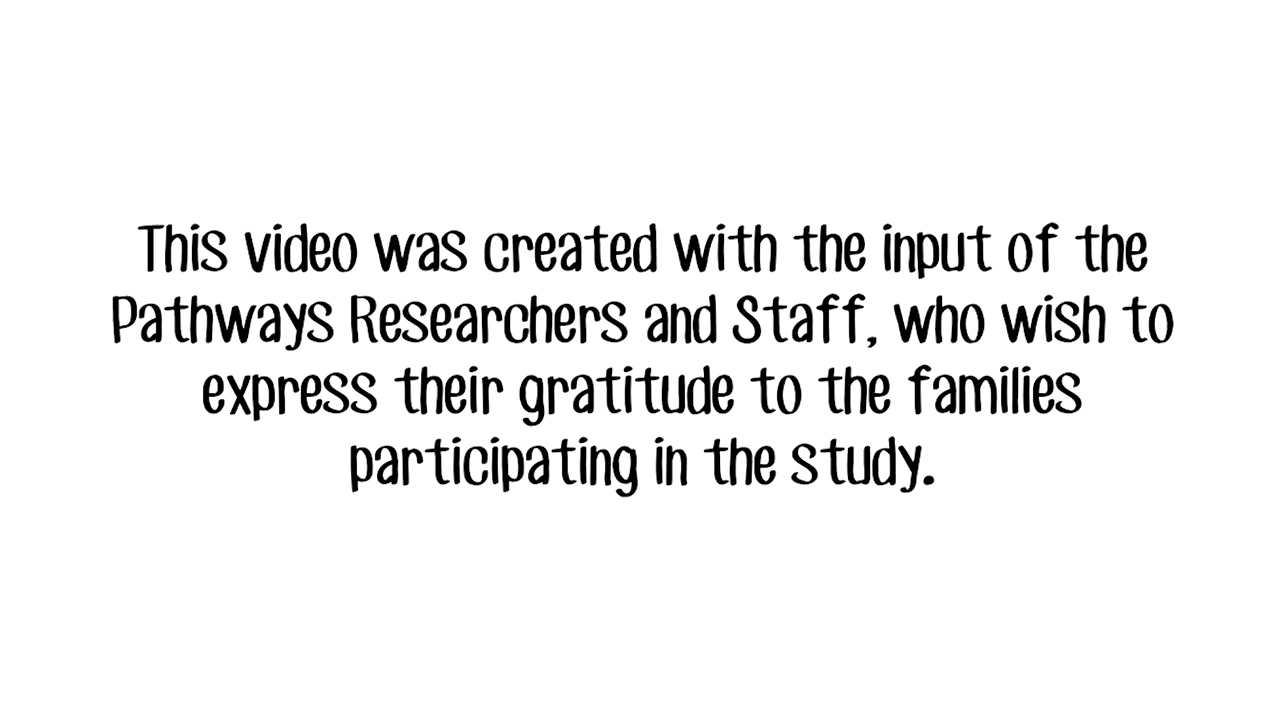 This video was created with the input of the
Pathways Researchers and Staff, who wish to
express their gratitude to the families
participating in the study.